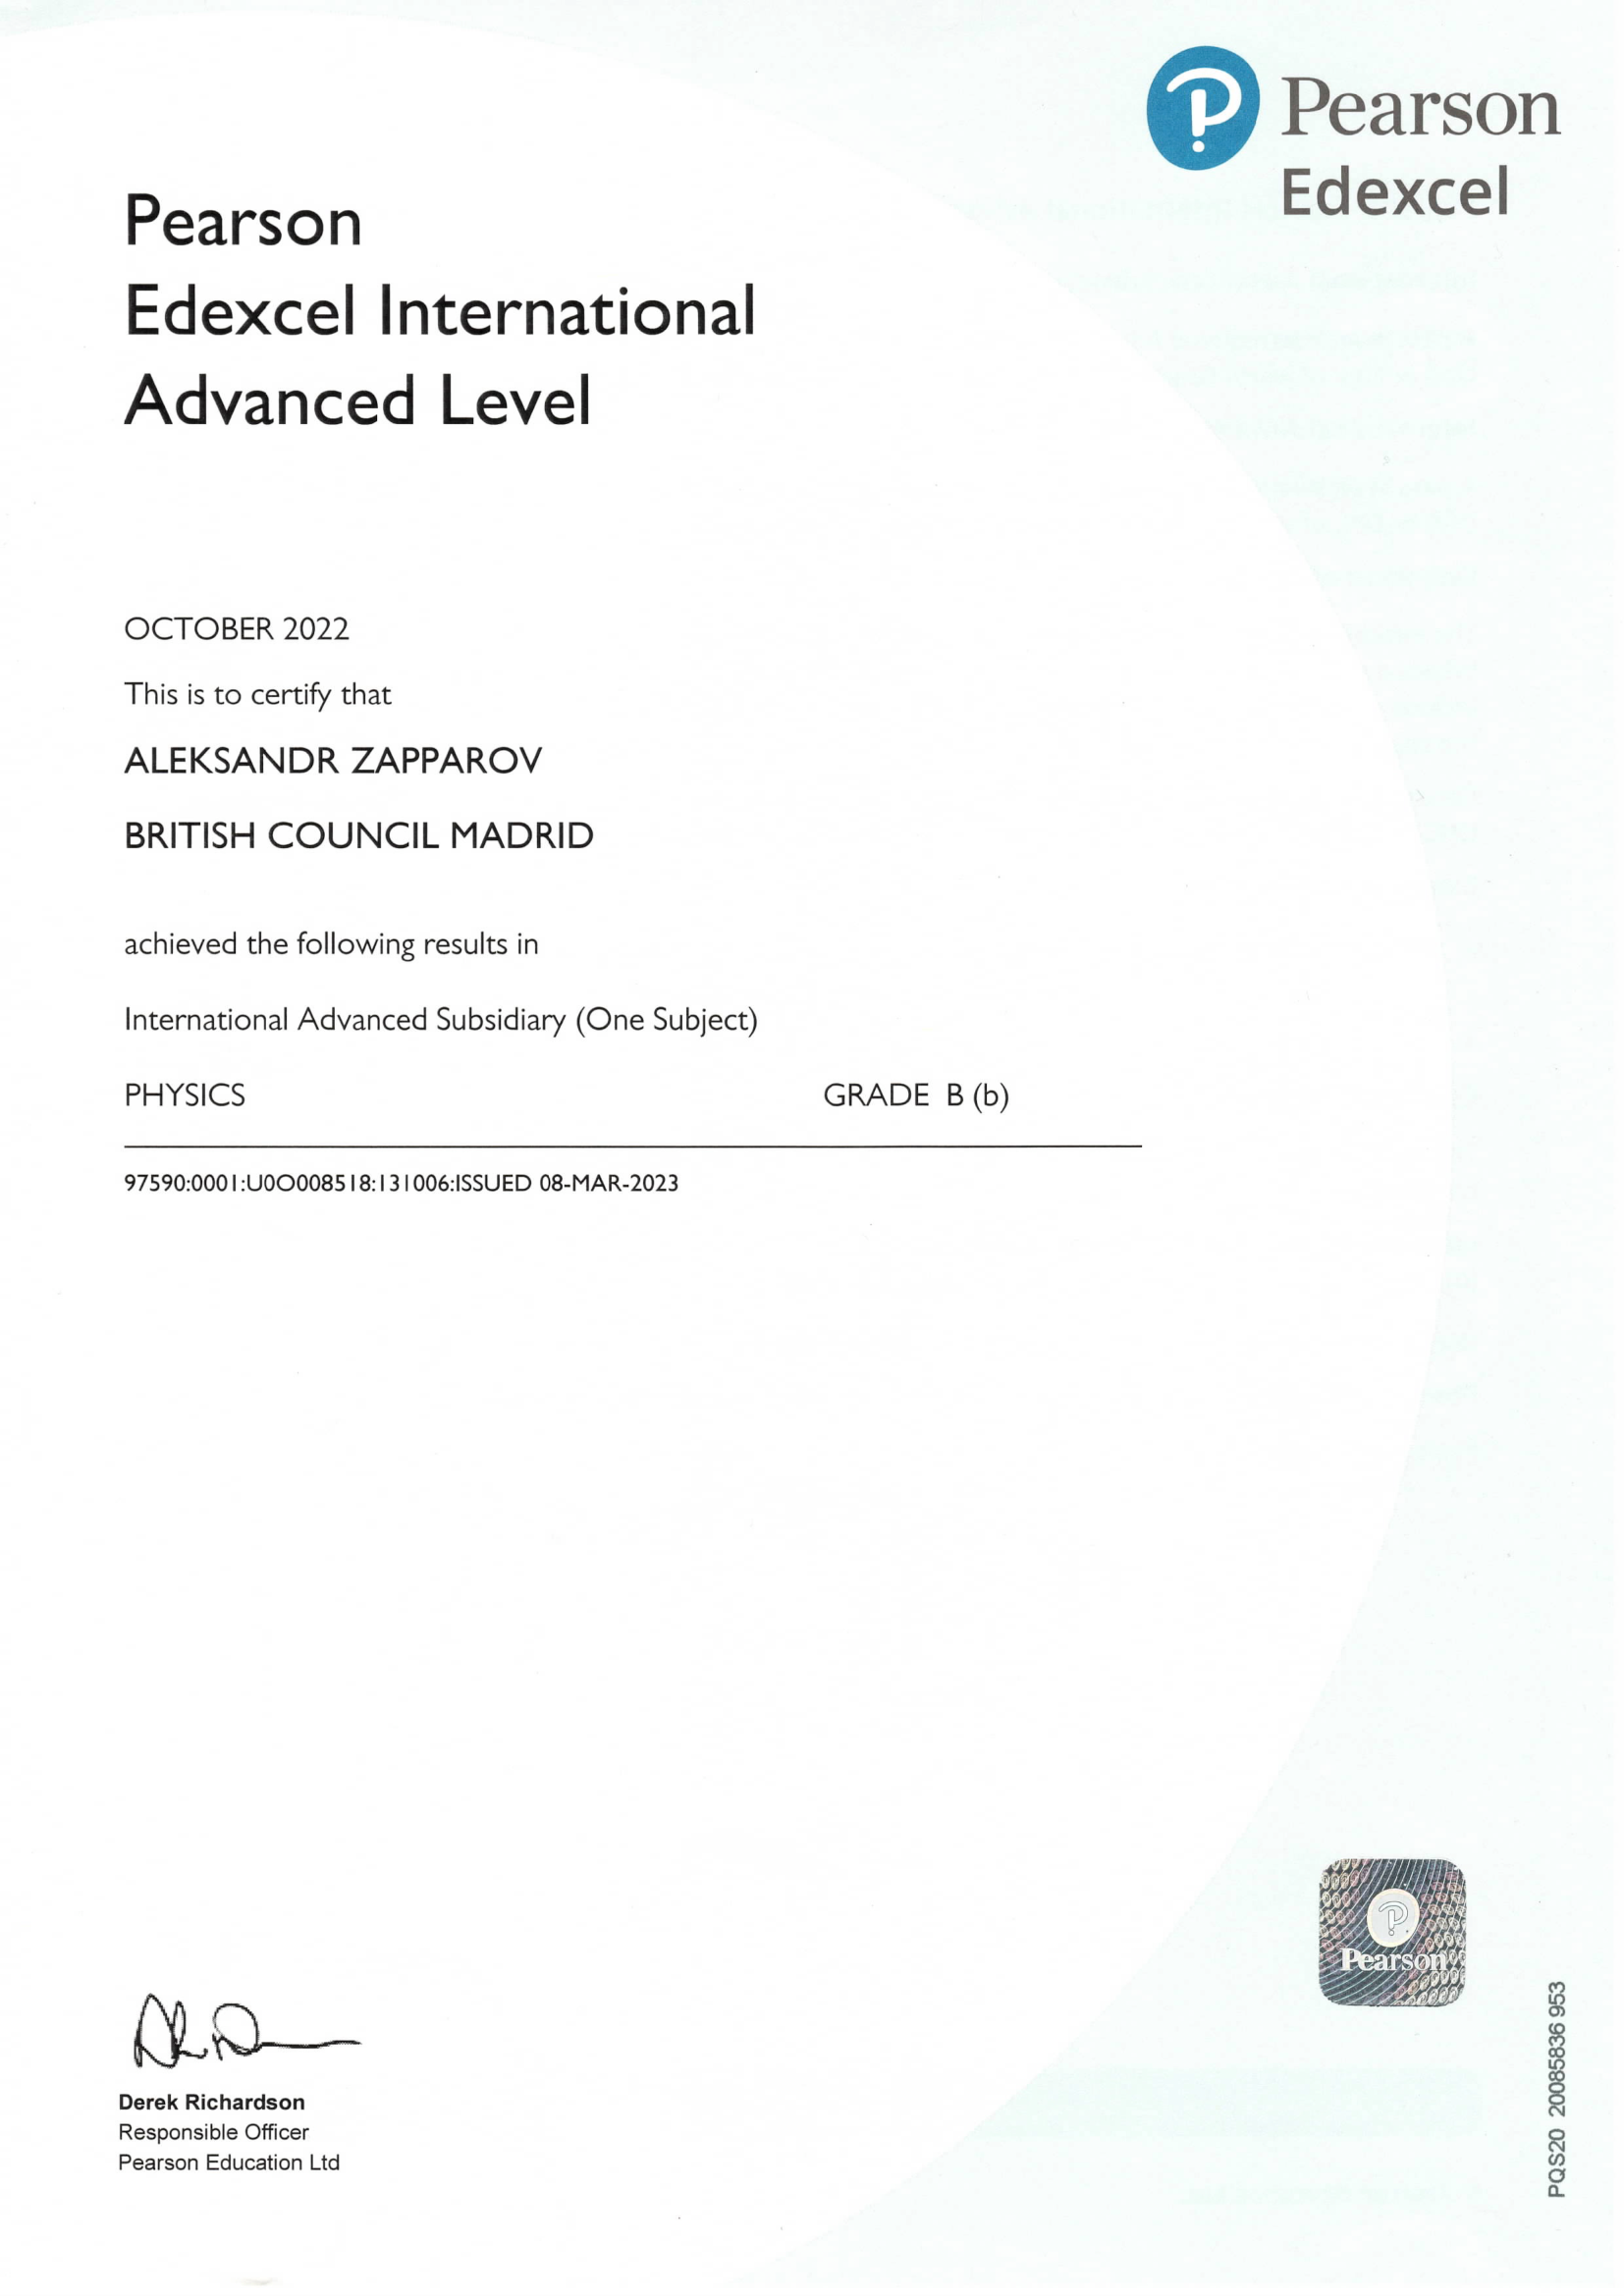 Pearson
Edexcel
Pearson
Edexcel International
Advanced Level
OCTOBER 2022
This is to certify that
ALEKSANDR ZAPPAROV
BRITISH COUNCIL MADRID
achieved the following results in
International Advanced Subsidiary (One Subject)
PHYSICS GRADE B (b)
97590:0001:U0O008518:131006:ISSUED 08-MAR-2023
Pearson
Derek Richardson
Responsible Officer
Pearson Education Ltd
PQS20 20085836 953